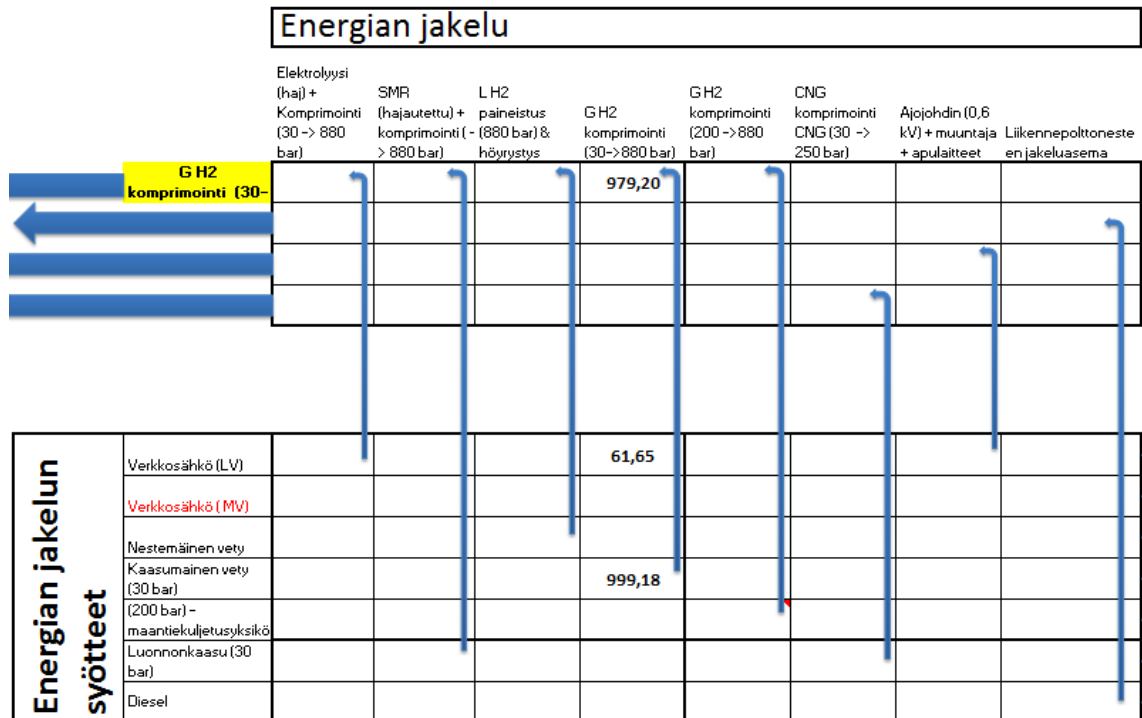 Energian jakelu
Elektrolyysi
(haj) +
Komprimointi
(30 -> 880
bar)
SMR
(hajautettu) +
komprimointi ( -
> 880 bar)
L H2
paineistus
(880 bar) &
höyrystys
G H2
komprimointi
(30->880 bar)
G H2
komprimointi
(200 ->880
bar)
CNG
komprimointi
CNG (30 ->
250 bar)
Ajojohdin (0,6
kV) + muuntaja
+ apulaitteet
Liikennepolttoneste
en jakeluasema
G H2
komprimointi (30-
979,20
Energian jakelun
syötteet
Verkkosähkö (LV)
61,65
Verkkosähkö ( MV)
Nestemäinen vety
Kaasumainen vety
(30 bar)
999,18
(200 bar) –
maantiekuljetusyksikö
Luonnonkaasu (30
bar)
Diesel